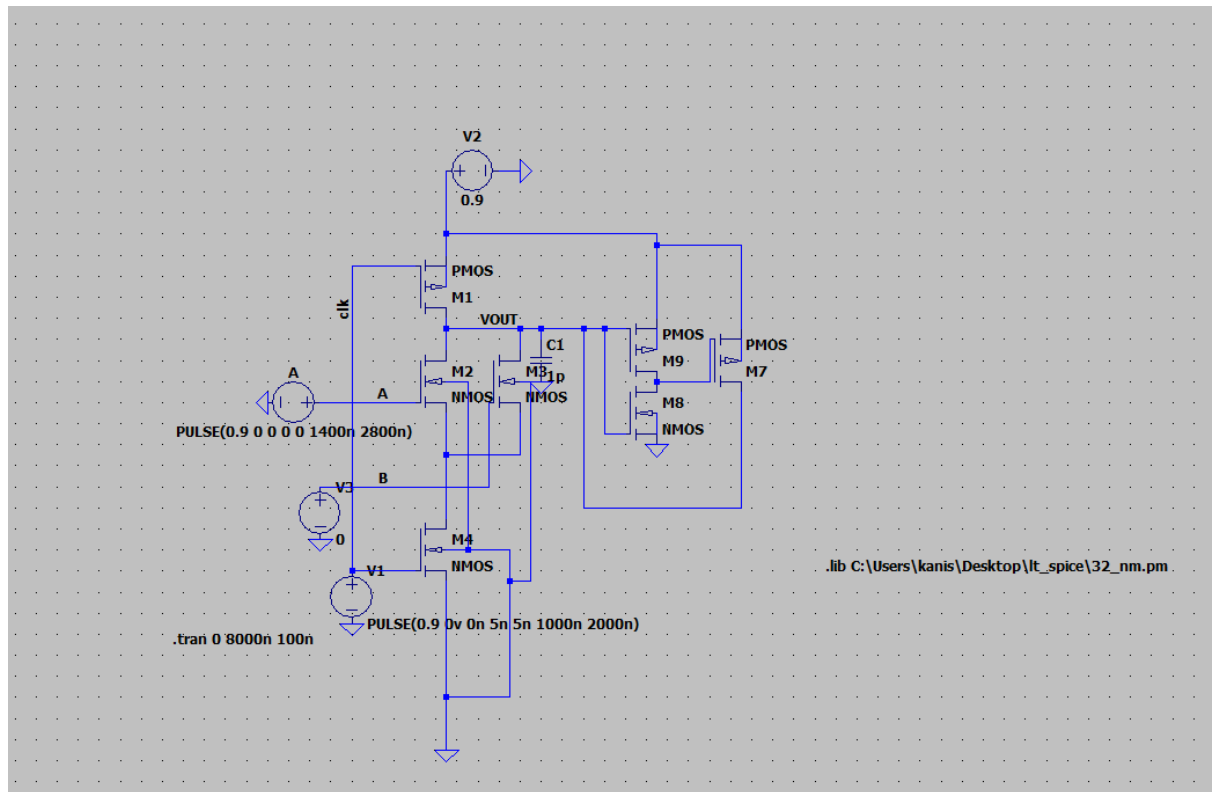 V2
0.9
PMOS
M1
clk
VOUT
C1
1p
PMOS
M9
PMOS
M7
A
A
M2
NMOS
M3
NMOS
M8
NMOS
PULSE(0.9 0 0 0 0 1400n 2800n)
B
V3
0
M4
NMOS
V1
PULSE(0.9 0v 0n 5n 5n 1000n 2000n)
.tran 0 8000n 100n
.lib C:\Users\kanis\Desktop\lt_spice\32_nm.pm